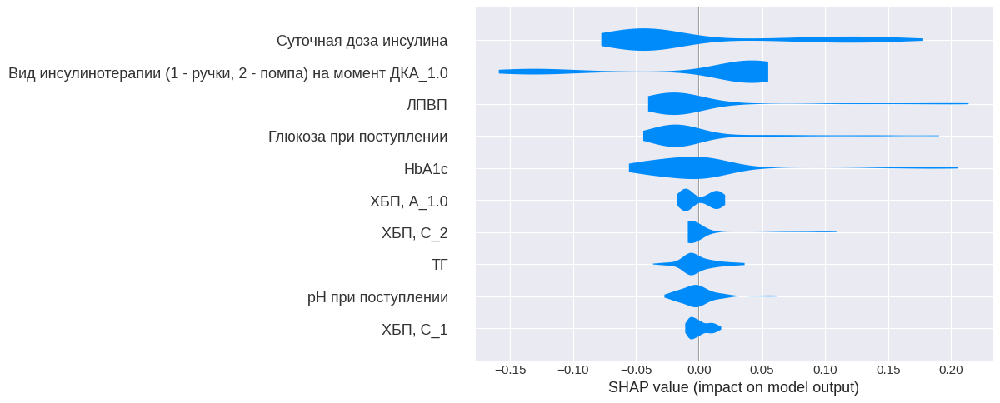 Суточная доза инсулина
Вид инсулинотерапии (1 - ручки, 2 - помпа) на момент ДКА_1.0
ЛПВП
Глюкоза при поступлении
HbA1c
ХБП, А_1.0
ХБП, С_2
ТГ
pH при поступлении
ХБП, С_1
−0.15 −0.10 −0.05 0.00 0.05 0.10 0.15 0.20
SHAP value (impact on model output)